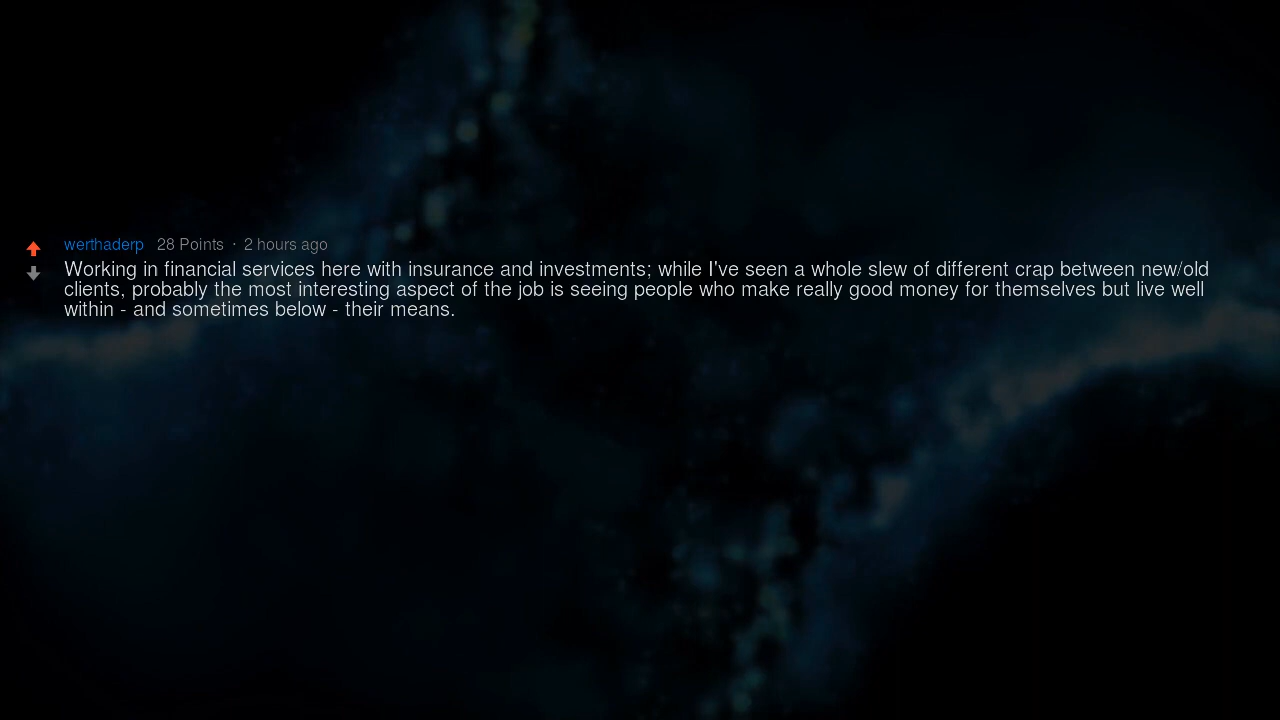 werthaderp 28 Points · 2 hours ago
Working in financial services here with insurance and investments; while I've seen a whole slew of different crap between new/old
clients, probably the most interesting aspect of the job is seeing people who make really good money for themselves but live well
within - and sometimes below - their means.